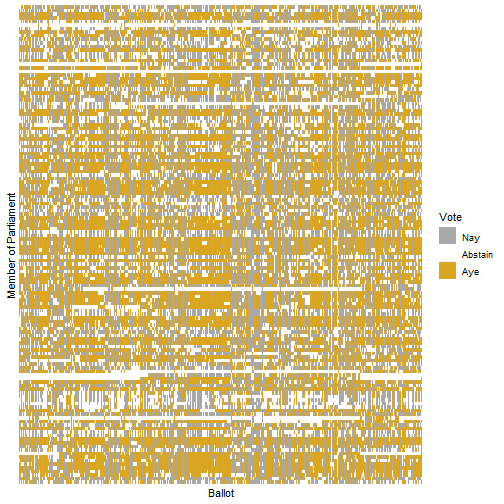 Member of Parliament
Ballot
Vote
Nay
Abstain
Aye